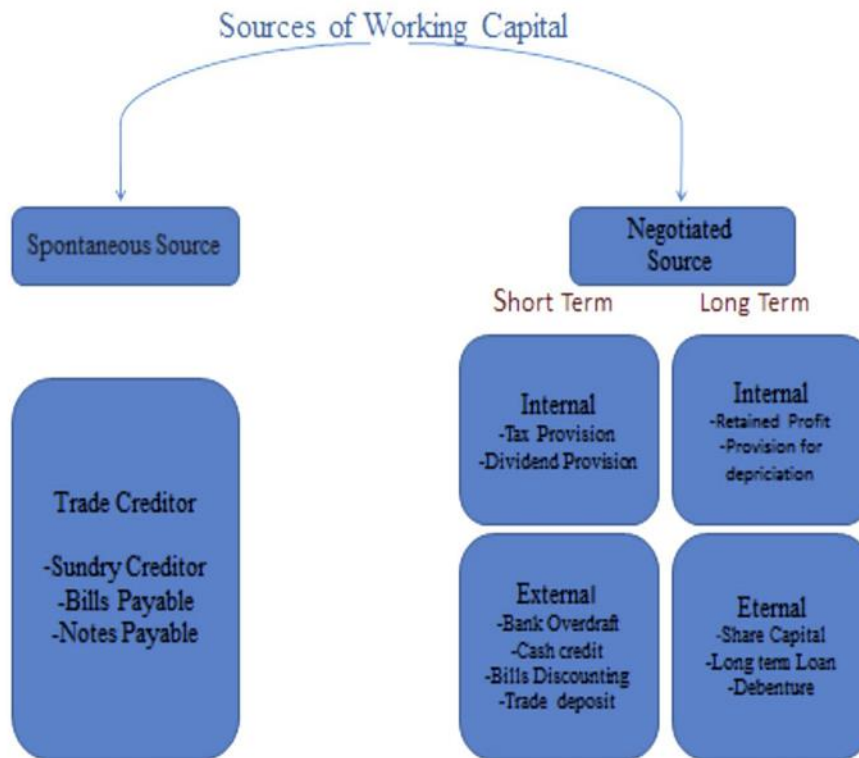 Sources of Working Capital
Spontaneous Source
Negotiated
Source
Short Term
Long Term
Trade Creditor
-Sundry Creditor
-Bills Payable
-Notes Payable
Internal
-Tax Provision
-Dividend Provision
Internal
-Retained Profit
-Provision for
depriciation
External
-Bank Overdraft
-Cash credit
-Bills Discounting
-Trade deposit
Eternal
-Share Capital
-Long term Loan
-Debenture